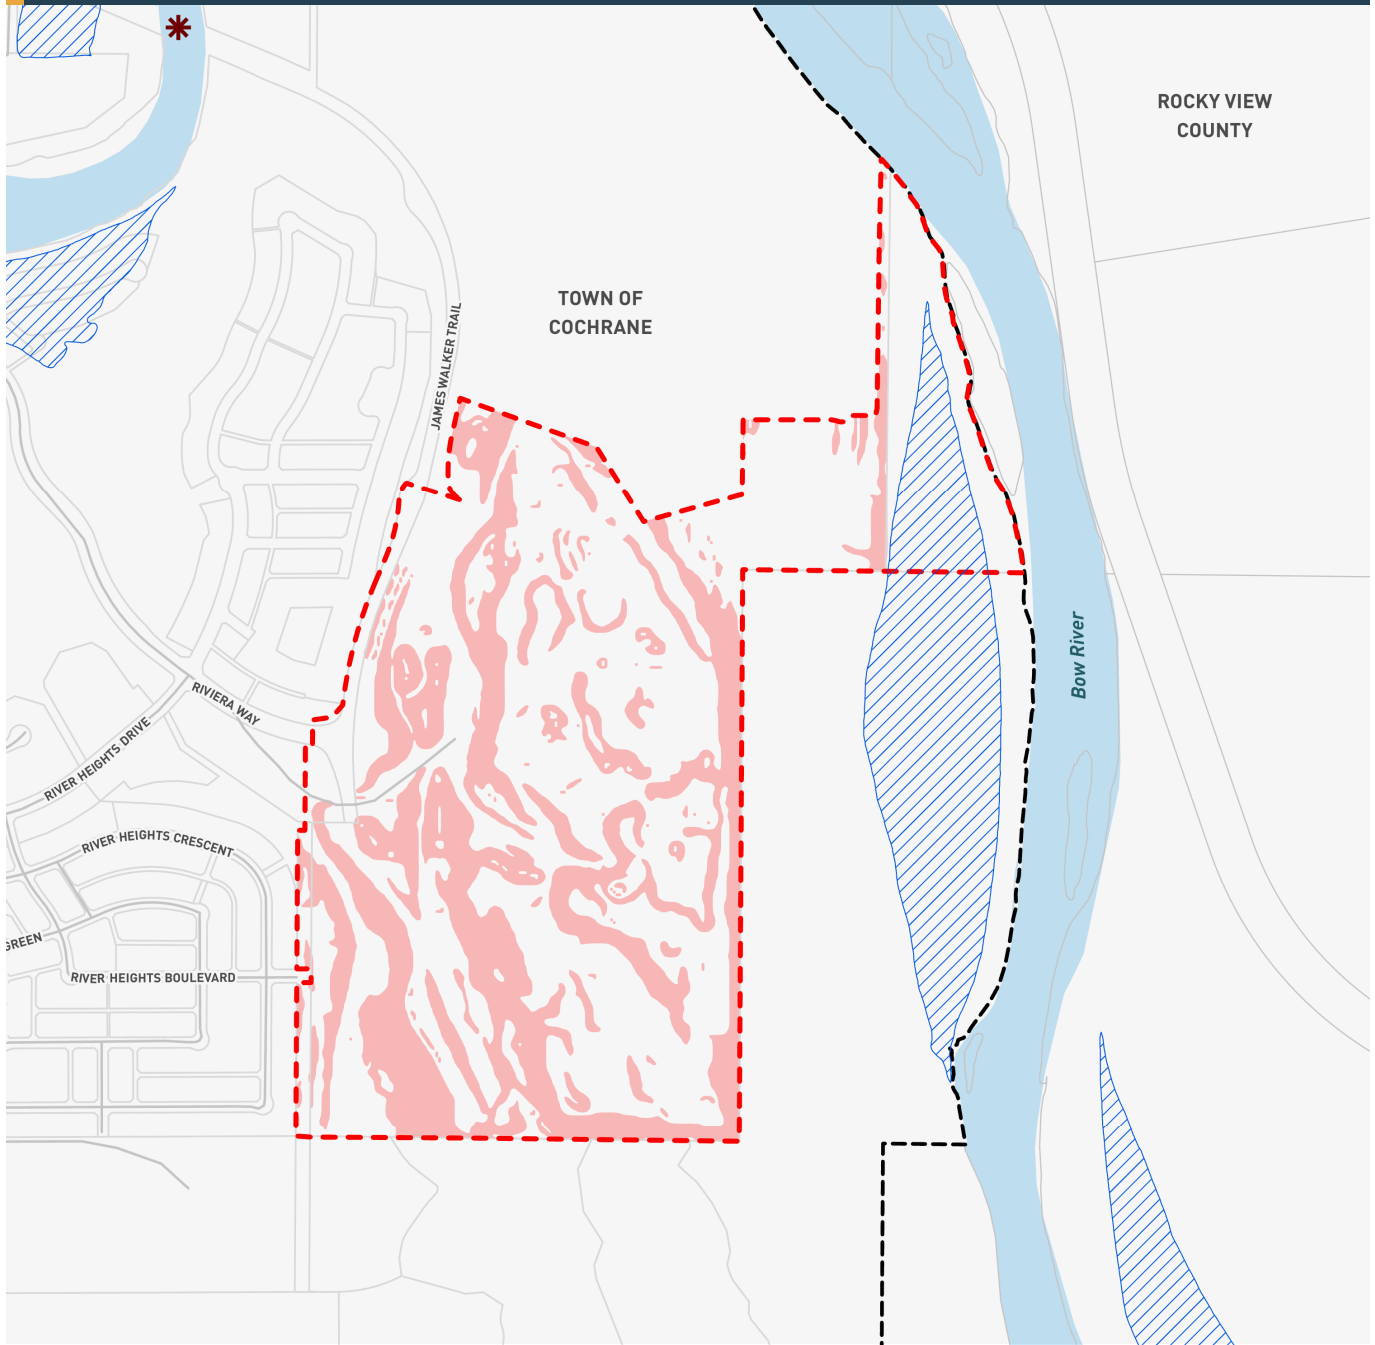 ROCKY VIEW
COUNTY
TOWN OF
COCHRANE
JAMES WALKER TRAIL
Bow River
RIVIERA WAY
RIVER HEIGHTS DRIVE
RIVER HEIGHTS CRESCENT
GREEN
RIVER HEIGHTS BOULEVARD